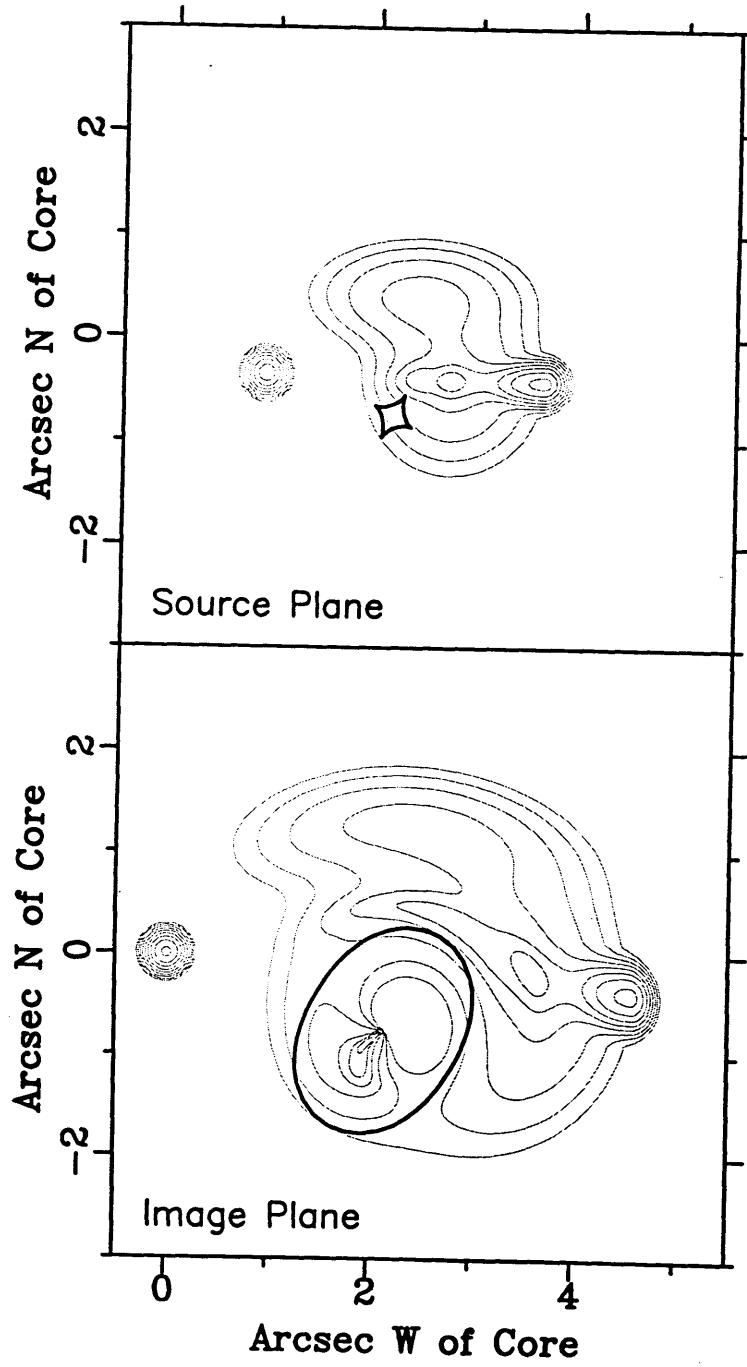 Arcsec N of Core
2
0
-2
Source Plane
Arcsec N of Core
2
0
-2
Image Plane
0 2 4
Arcsec W of Core